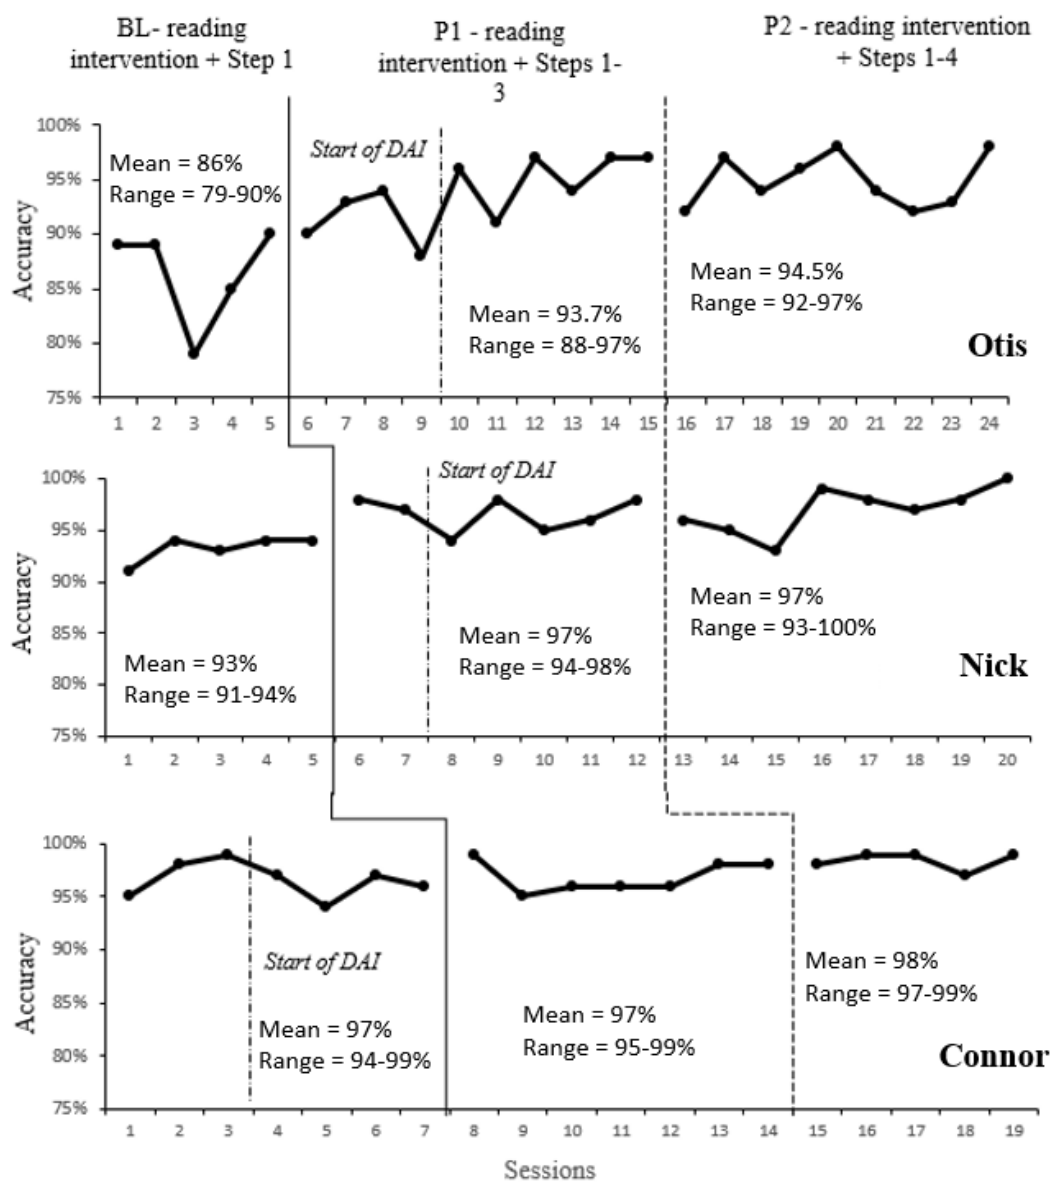 BL- reading
intervention + Step 1
P1 - reading
intervention + Steps 1-
3
P2 - reading intervention
+ Steps 1-4
100%
95%
90%
85%
80%
75%
Accuracy
Mean = 86%
Range = 79-90%
Start of DAI
Mean = 93.7%
Range = 88-97%
Mean = 94.5%
Range = 92-97%
Otis
1 2 3 4 5 6 7 8 9 10 11 12 13 14 15 16 17 18 19 20 21 22 23 24
100%
95%
90%
85%
80%
75%
Accuracy
Start of DAI
Mean = 93%
Range = 91-94%
Mean = 97%
Range = 94-98%
Mean = 97%
Range = 93-100%
Nick
1 2 3 4 5 6 7 8 9 10 11 12 13 14 15 16 17 18 19 20
100%
95%
90%
85%
80%
75%
Accuracy
Start of DAI
Mean = 97%
Range = 94-99%
Mean = 97%
Range = 95-99%
Mean = 98%
Range = 97-99%
Connor
1 2 3 4 5 6 7 8 9 10 11 12 13 14 15 16 17 18 19
Sessions